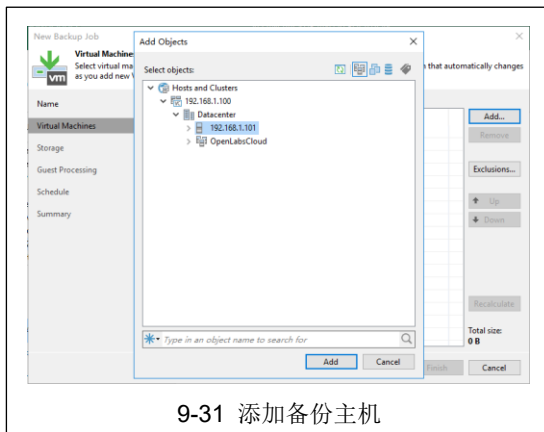 New Backup Job
Virtual Machine
Select virtual ma
as you add new V
that automatically changes
Name
Virtual Machines
Storage
Guest Processing
Schedule
Summary
Add Objects
Select objects:
Hosts and Clusters
192.168.1.100
Datacenter
192.168.1.101
OpenLabsCloud
Type in an object name to search for
Add
Cancel
Add...
Remove
Exclusions...
Up
Down
Recalculate
Total size:
0 B
Finish
Cancel
9-31 添加备份主机